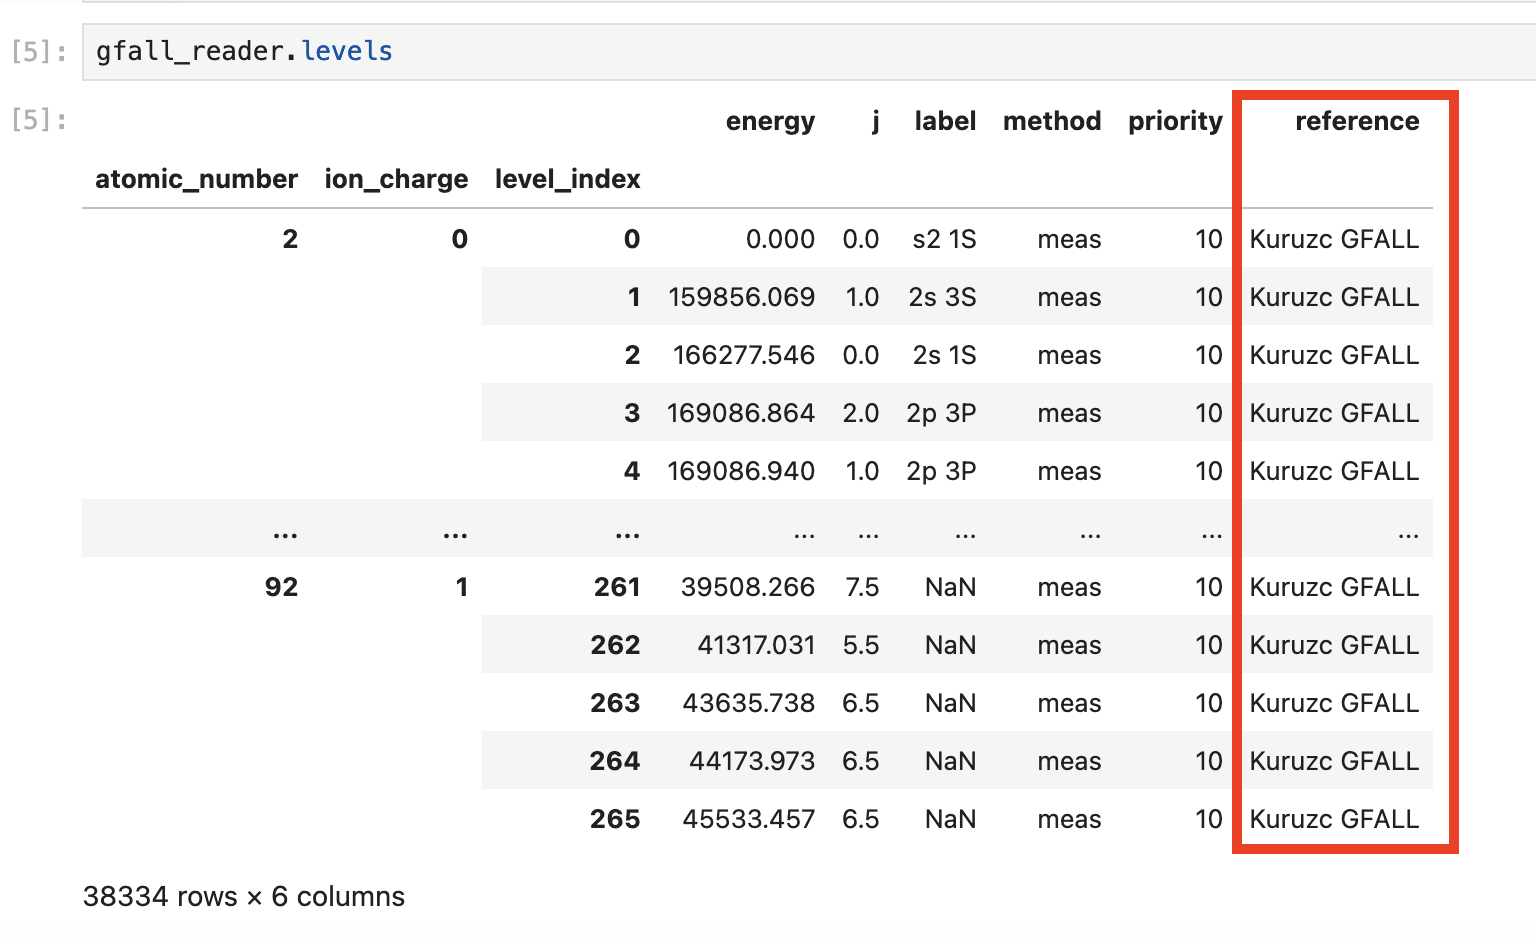 [5]: gfall_reader.levels
[5]: energy j label method priority reference
atomic_number ion_charge level_index
2 0 0 0.000 0.0 s2 1S meas 10 Kuruzc GFALL
1 159856.069 1.0 2s 3S meas 10 Kuruzc GFALL
2 166277.546 0.0 2s 1S meas 10 Kuruzc GFALL
3 169086.864 2.0 2p 3P meas 10 Kuruzc GFALL
4 169086.940 1.0 2p 3P meas 10 Kuruzc GFALL
... ... ... ... ... ... ... ... ...
92 1 261 39508.266 7.5 NaN meas 10 Kuruzc GFALL
262 41317.031 5.5 NaN meas 10 Kuruzc GFALL
263 43635.738 6.5 NaN meas 10 Kuruzc GFALL
264 44173.973 6.5 NaN meas 10 Kuruzc GFALL
265 45533.457 6.5 NaN meas 10 Kuruzc GFALL
38334 rows × 6 columns